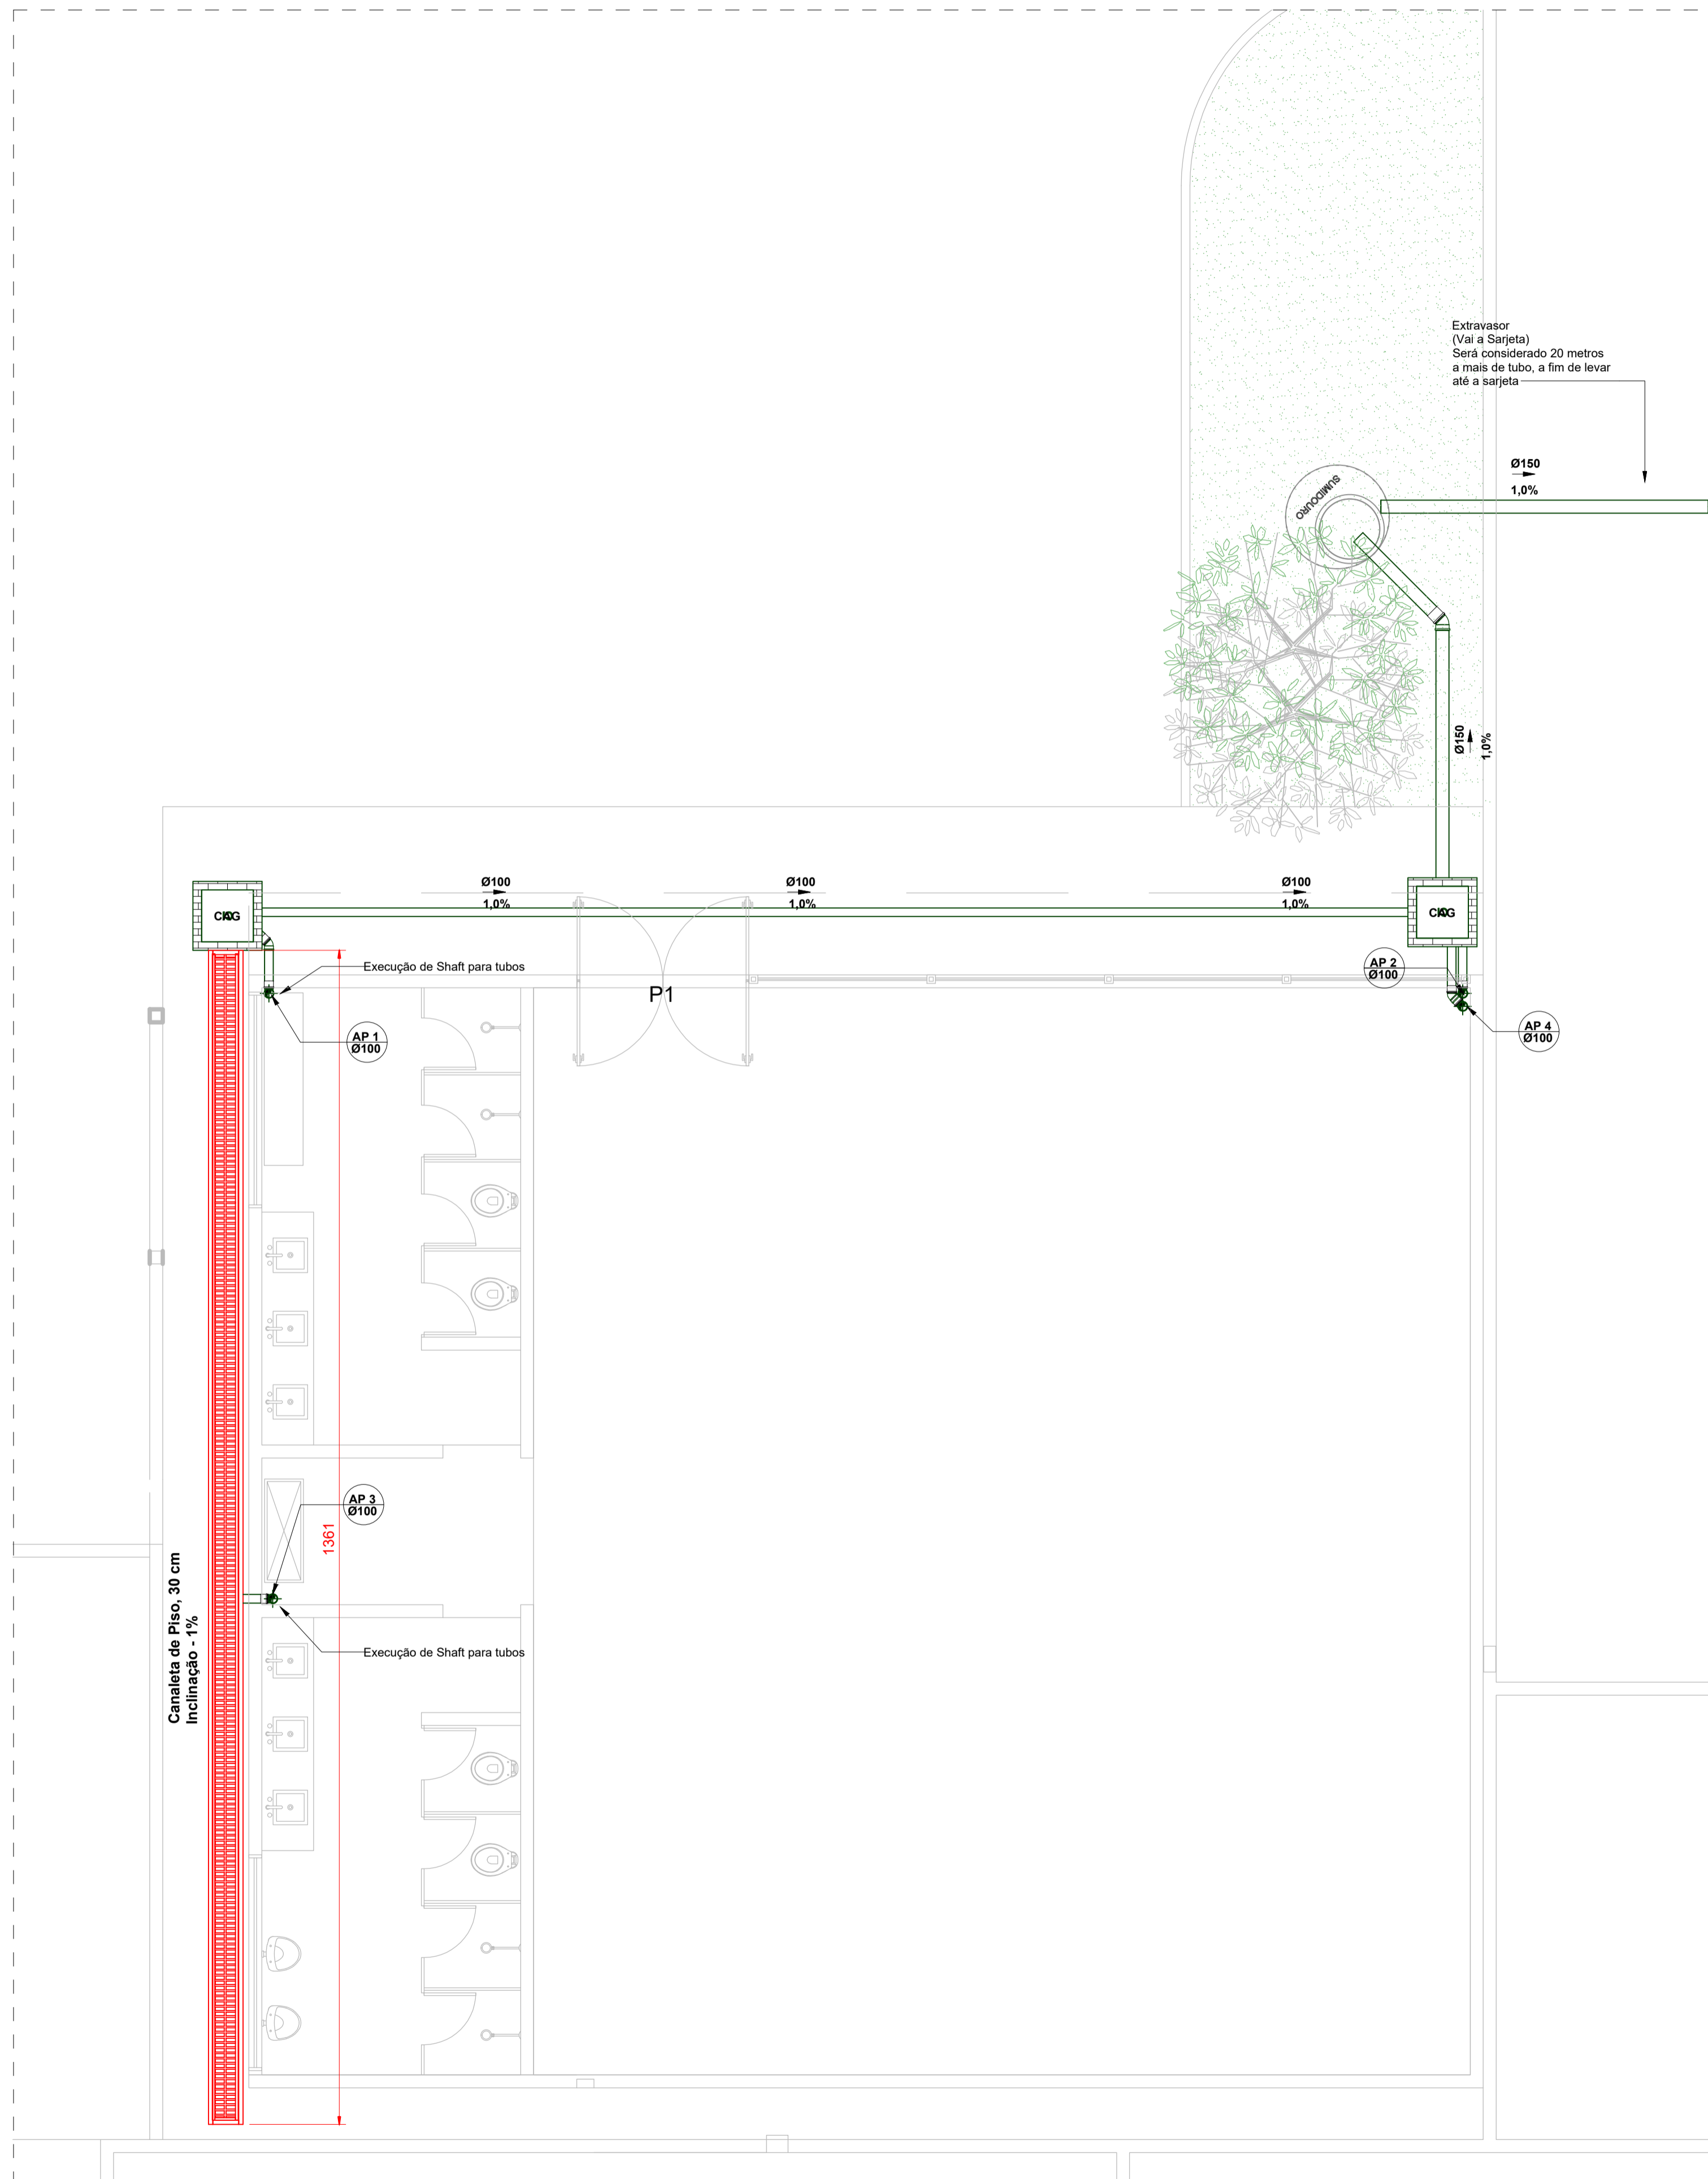 Extravasor
(Vai a Sarjeta)
Será considerado 20 metros
a mais de tubo, a fim de levar
até a sarjeta
Ø150
1,0%
SUMIDOURO
Ø150
1,0%
Ø100
1,0%
Ø100
1,0%
Ø100
1,0%
Execução de Shaft para tubos
P1
AP 2
Ø100
AP 1
Ø100
AP 4
Ø100
AP 3
Ø100
1361
Canaleta de Piso, 30 cm
Inclinação - 1%
Execução de Shaft para tubos